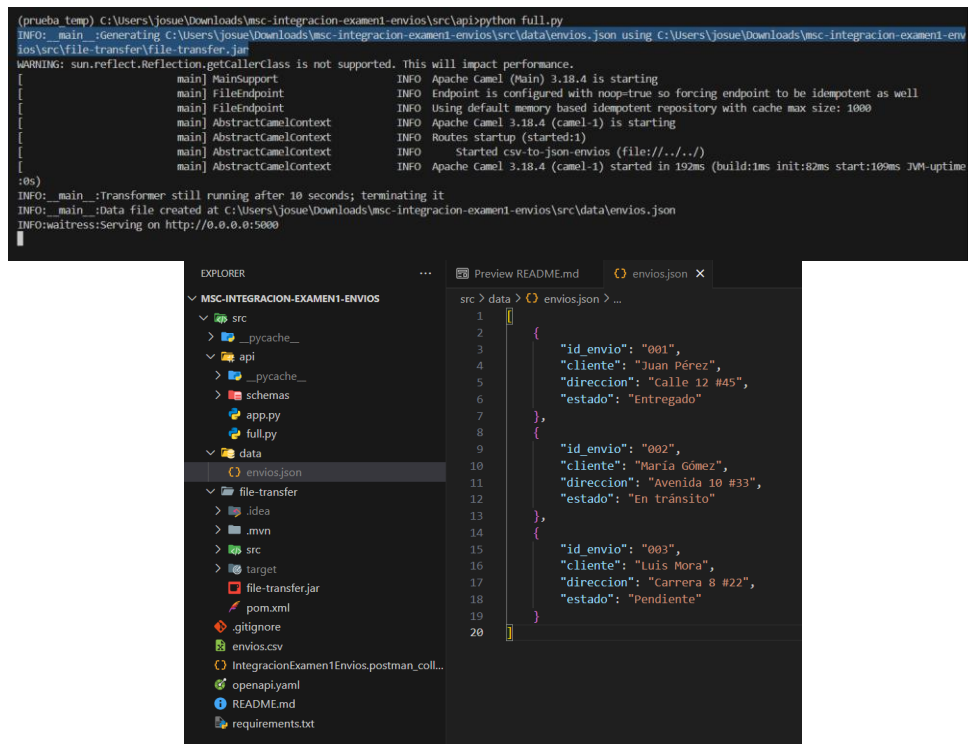 (prueba_temp) C:\Users\josue\Downloads\msc-integracion-examen1-envios\src\api>python full.py
INFO:__main__:Generating C:\Users\josue\Downloads\msc-integracion-examen1-envios\src\data\envios.json using C:\Users\josue\Downloads\msc-integracion-examen1-env
ios\src\file-transfer\file-transfer.jar
WARNING: sun.reflect.Reflection.getCallerClass is not supported. This will impact performance.
[ main] MainSupport INFO Apache Camel (Main) 3.18.4 is starting
[ main] FileEndpoint INFO Endpoint is configured with noop=true so forcing endpoint to be idempotent as well
[ main] FileEndpoint INFO Using default memory based idempotent repository with cache max size: 1000
[ main] AbstractCamelContext INFO Apache Camel 3.18.4 (camel-1) is starting
[ main] AbstractCamelContext INFO Routes startup (started:1)
[ main] AbstractCamelContext INFO Started csv-to-json-envios (file://../../)
[ main] AbstractCamelContext INFO Apache Camel 3.18.4 (camel-1) started in 192ms (build:1ms init:82ms start:109ms JVM-uptime
:0s)
INFO:__main__:Transformer still running after 10 seconds; terminating it
INFO:__main__:Data file created at C:\Users\josue\Downloads\msc-integracion-examen1-envios\src\data\envios.json
INFO:waitress:Serving on http://0.0.0.0:5000
EXPLORER ···
MSC-INTEGRACION-EXAMEN1-ENVIOS
src
__pycache__
api
__pycache__
schemas
app.py
full.py
data
envios.json
file-transfer
.idea
.mvn
src
target
file-transfer.jar
pom.xml
.gitignore
envios.csv
IntegracionExamen1Envios.postman_coll...
openapi.yaml
README.md
requirements.txt
Preview README.md {} envios.json ×
src > data > {} envios.json > ...
1 [
2 {
3 "id_envio": "001",
4 "cliente": "Juan Pérez",
5 "direccion": "Calle 12 #45",
6 "estado": "Entregado"
7 },
8 {
9 "id_envio": "002",
10 "cliente": "María Gómez",
11 "direccion": "Avenida 10 #33",
12 "estado": "En tránsito"
13 },
14 {
15 "id_envio": "003",
16 "cliente": "Luis Mora",
17 "direccion": "Carrera 8 #22",
18 "estado": "Pendiente"
19 }
20 ]